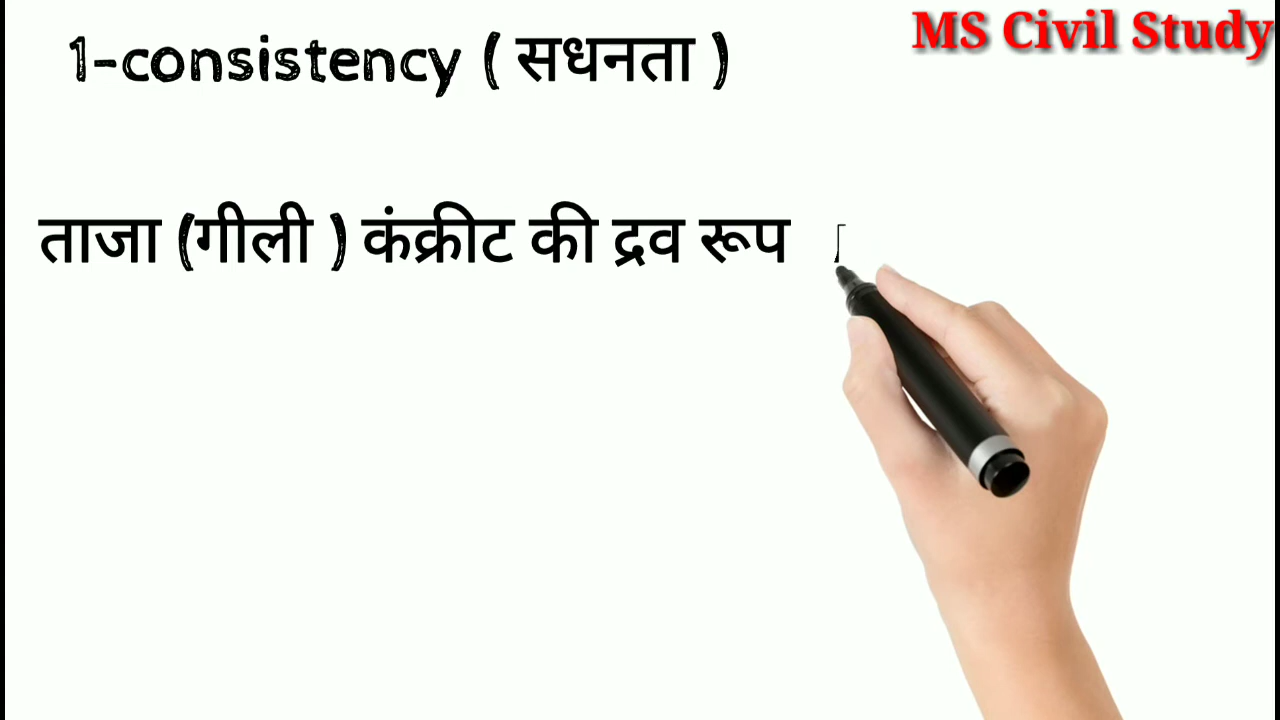 MS Civil Study
1-consistency ( सधनता )
ताजा (गीली ) कंक्रीट की द्रव रूप